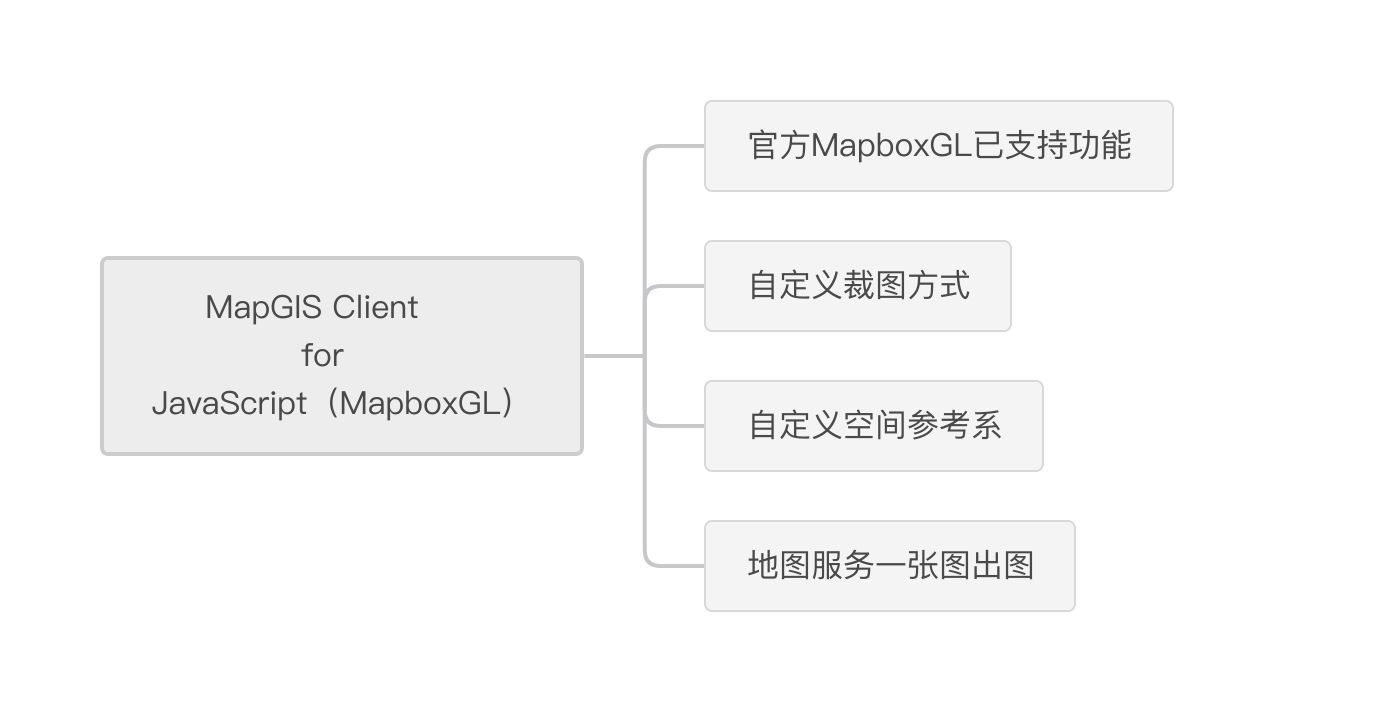 MapGIS Client
for
JavaScript（MapboxGL）
官方MapboxGL已支持功能
自定义裁图方式
自定义空间参考系
地图服务一张图出图